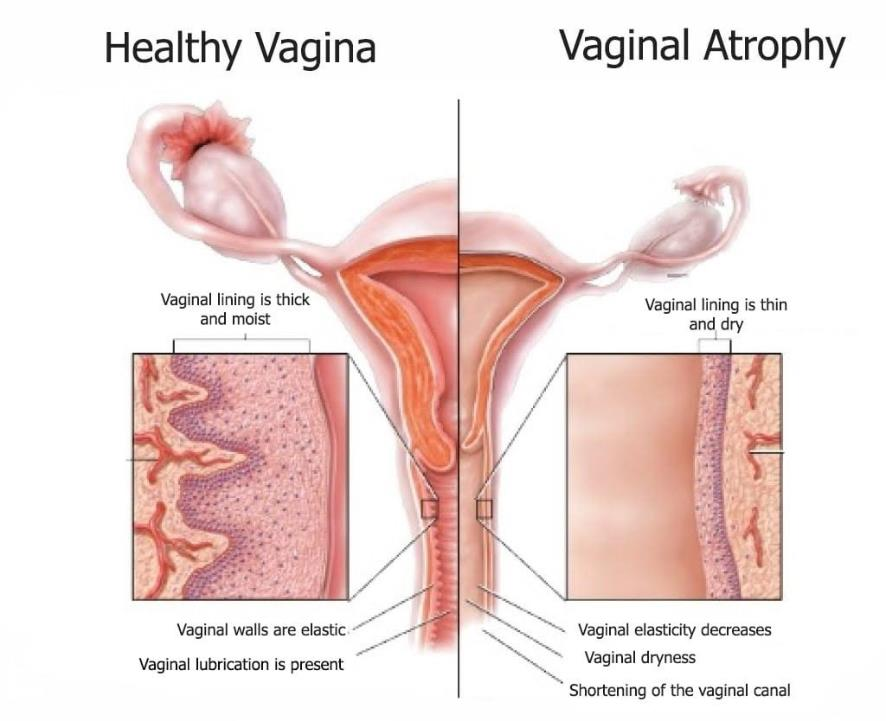 Healthy Vagina
Vaginal Atrophy
Vaginal lining is thick
and moist
Vaginal lining is thin
and dry
Vaginal walls are elastic
Vaginal lubrication is present
Vaginal elasticity decreases
Vaginal dryness
Shortening of the vaginal canal